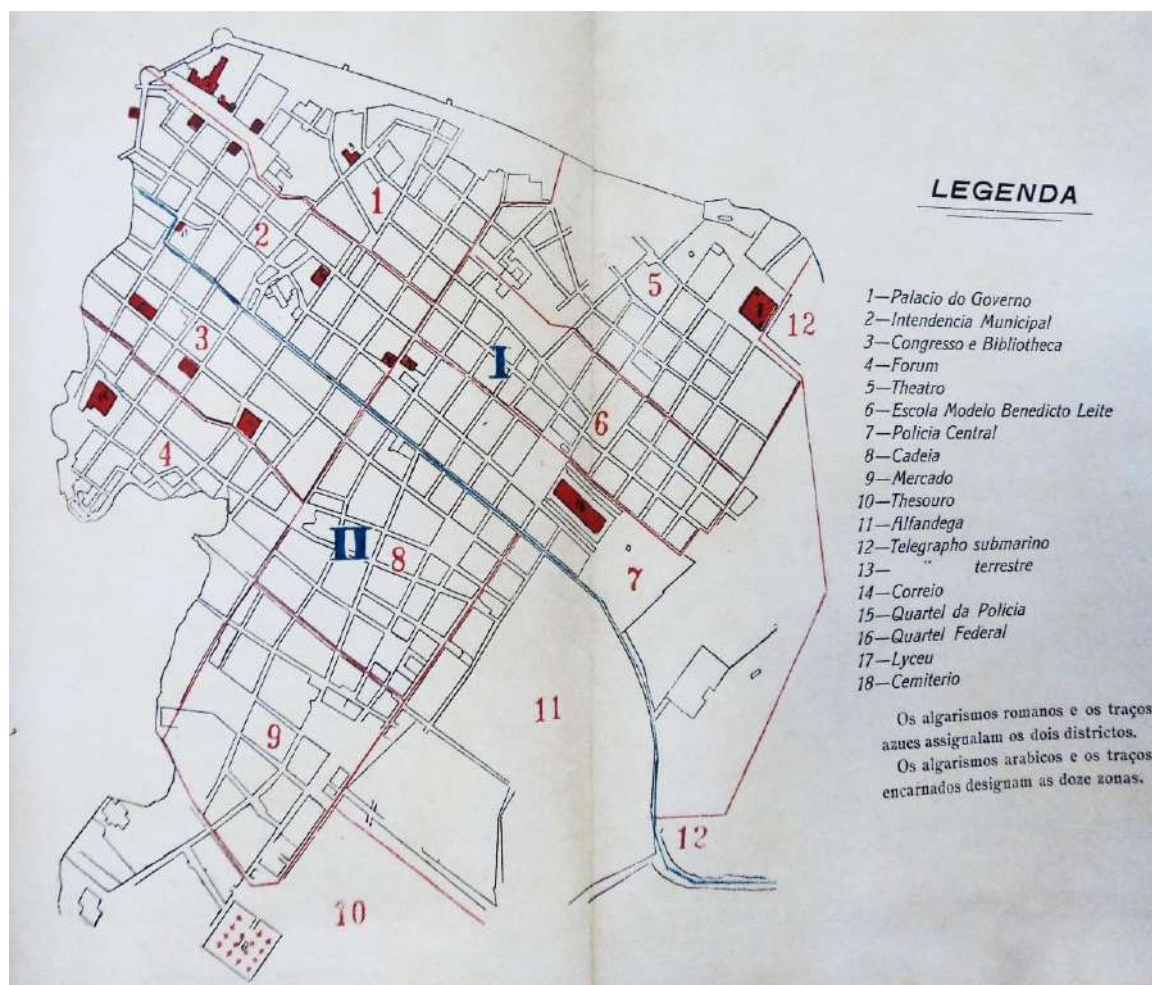 1
2
3
4
5
6
7
8
9
10
11
12
12
I
II
LEGENDA
1—Palacio do Governo
2—Intendencia Municipal
3—Congresso e Bibliotheca
4—Forum
5—Theatro
6—Escola Modelo Benedicto Leite
7—Policia Central
8—Cadeia
9—Mercado
10—Thesouro
11—Alfandega
12—Telegrapho submarino
13— " terrestre
14—Correio
15—Quartel da Policia
16—Quartel Federal
17—Lyceu
18—Cemiterio
Os algarismos romanos e os traços
azues assignalam os dois districtos.
Os algarismos arabicos e os traços
encarnados designam as doze zonas.